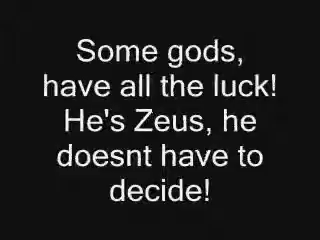 Some gods,
have all the luck!
He's Zeus, he
doesnt have to
decide!